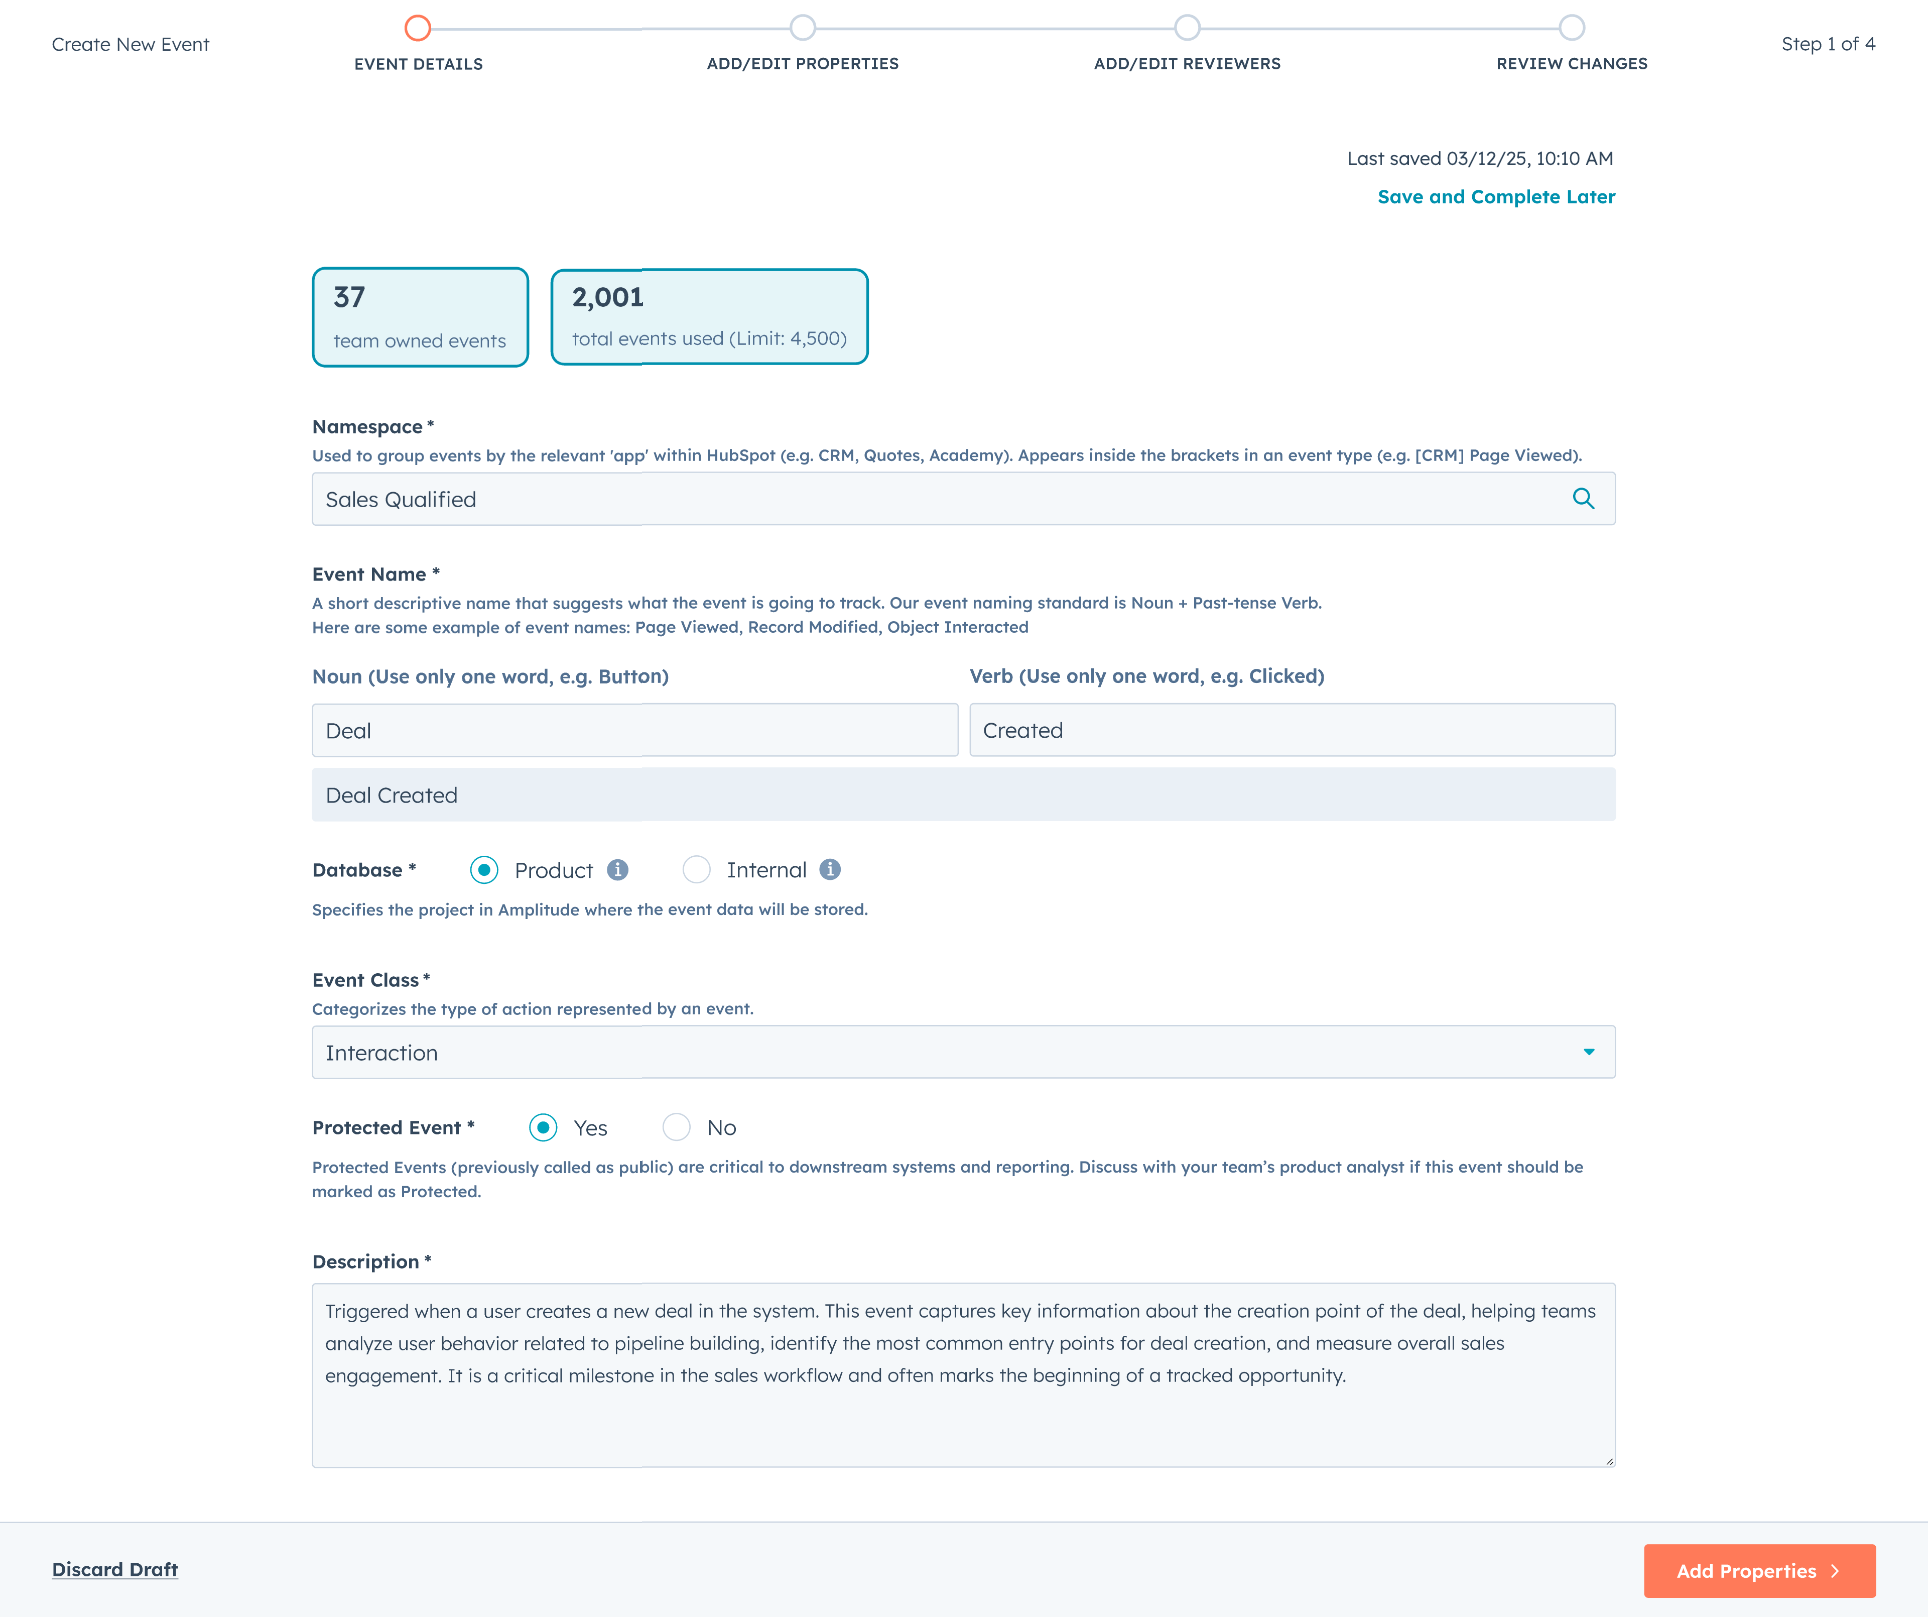 Create New Event
EVENT DETAILS
ADD/EDIT PROPERTIES
ADD/EDIT REVIEWERS
REVIEW CHANGES
Step 1 of 4
Last saved 03/12/25, 10:10 AM
Save and Complete Later
37
team owned events
2,001
total events used (Limit: 4,500)
Namespace *
Used to group events by the relevant 'app' within HubSpot (e.g. CRM, Quotes, Academy). Appears inside the brackets in an event type (e.g. [CRM] Page Viewed).
Sales Qualified
Event Name *
A short descriptive name that suggests what the event is going to track. Our event naming standard is Noun + Past-tense Verb.
Here are some example of event names: Page Viewed, Record Modified, Object Interacted
Noun (Use only one word, e.g. Button)
Verb (Use only one word, e.g. Clicked)
Deal
Created
Deal Created
Database *
Product
Internal
Specifies the project in Amplitude where the event data will be stored.
Event Class *
Categorizes the type of action represented by an event.
Interaction
Protected Event *
Yes
No
Protected Events (previously called as public) are critical to downstream systems and reporting. Discuss with your team’s product analyst if this event should be
marked as Protected.
Description *
Triggered when a user creates a new deal in the system. This event captures key information about the creation point of the deal, helping teams
analyze user behavior related to pipeline building, identify the most common entry points for deal creation, and measure overall sales
engagement. It is a critical milestone in the sales workflow and often marks the beginning of a tracked opportunity.
Discard Draft
Add Properties